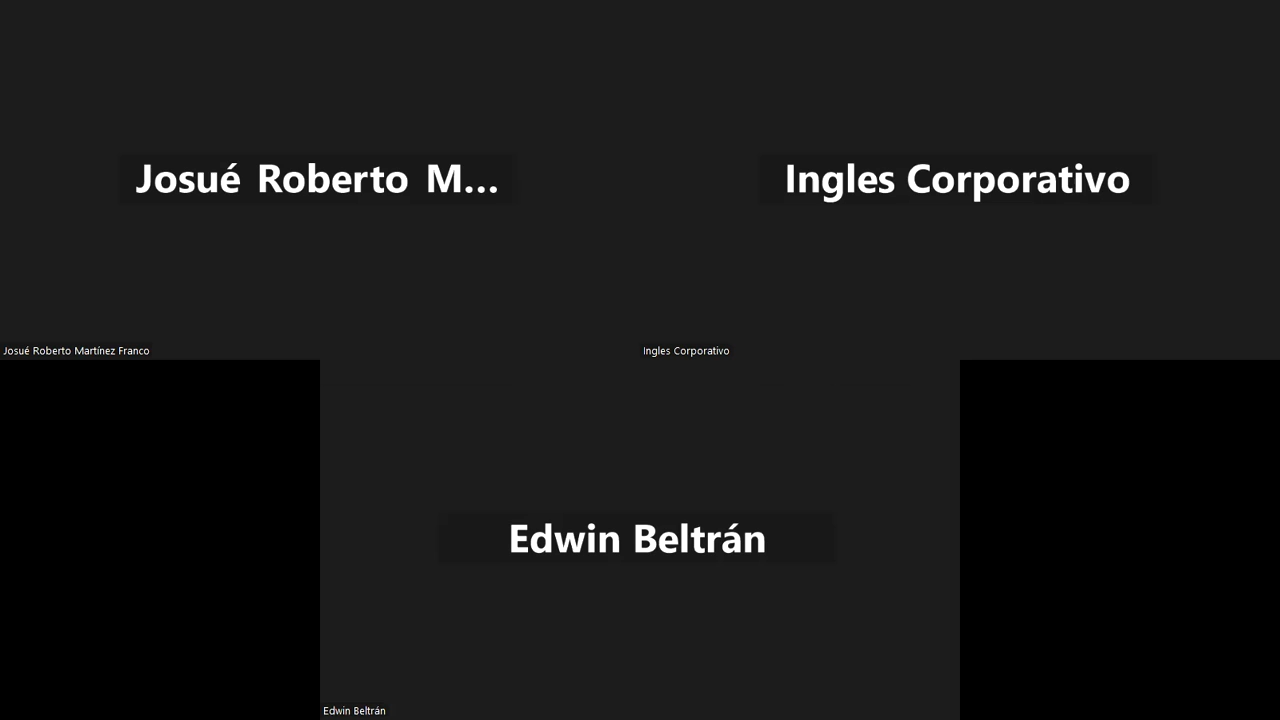 Josué Roberto M...
Ingles Corporativo
Josué Roberto Martínez Franco
Ingles Corporativo
Edwin Beltrán
Edwin Beltrán